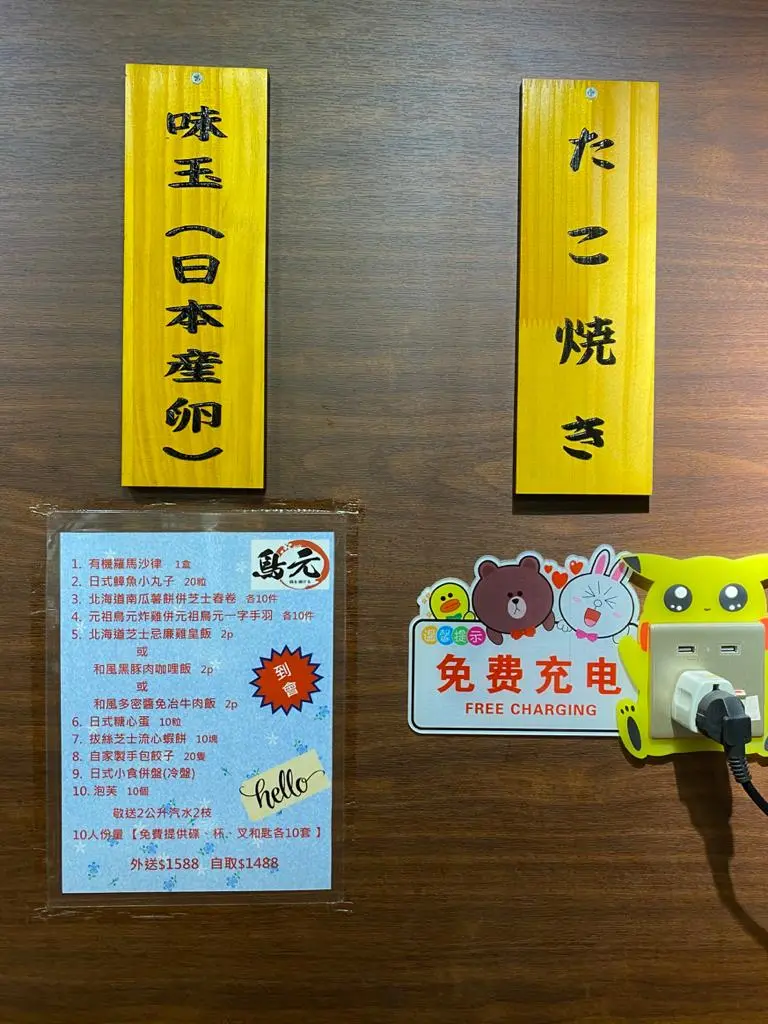 味玉(日本産卵)
たこ焼き
鳥元
1. 有機羅馬沙律 1盒
2. 日式鱆魚小丸子 20粒
3. 北海道南瓜薯餅併芝士春卷 各10件
4. 元祖鳥元炸雞併元祖鳥元一字手羽 各10件
5. 北海道芝士忌廉雞皇飯 2p
或
和風黑豚肉咖哩飯 2p
或
和風多密醬免冶牛肉飯 2p
6. 日式糖心蛋 10粒
7. 拔絲芝士流心蝦餅 10塊
8. 自家製手包餃子 20隻
9. 日式小食併盤(冷盤)
10. 泡芙 10個
敬送2公升汽水2枝
10人份量【免費提供碟、杯、叉和匙各10套】
外送$1588 自取$1488
到會
hello
温馨提示
免费充电
FREE CHARGING